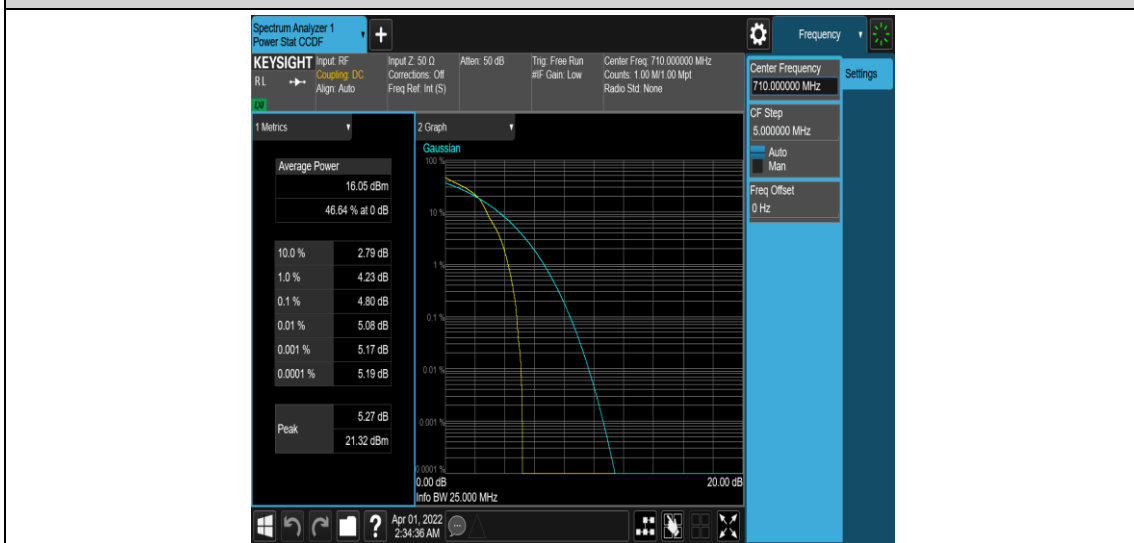 Spectrum Analyzer 1
Power Stat CCDF
+
Frequency
KEYSIGHT
RL
LXI
Input: RF
Coupling: DC
Align: Auto
Input Z: 50 Ω
Corrections: Off
Freq Ref: Int (S)
Atten: 50 dB
Trig: Free Run
#IF Gain: Low
Center Freq: 710.000000 MHz
Counts: 1.00 M/1.00 Mpt
Radio Std: None
Center Frequency
710.000000 MHz
Settings
CF Step
5.000000 MHz
Auto
Man
Freq Offset
0 Hz
1 Metrics
Average Power
16.05 dBm
46.64 % at 0 dB
10.0 % 2.79 dB
1.0 % 4.23 dB
0.1 % 4.80 dB
0.01 % 5.08 dB
0.001 % 5.17 dB
0.0001 % 5.19 dB
Peak
5.27 dB
21.32 dBm
2 Graph
Gaussian
100 %
10 %
1 %
0.1 %
0.01 %
0.001 %
0.0001 %
0.00 dB 20.00 dB
Info BW 25.000 MHz
?
Apr 01, 2022
2:34:36 AM